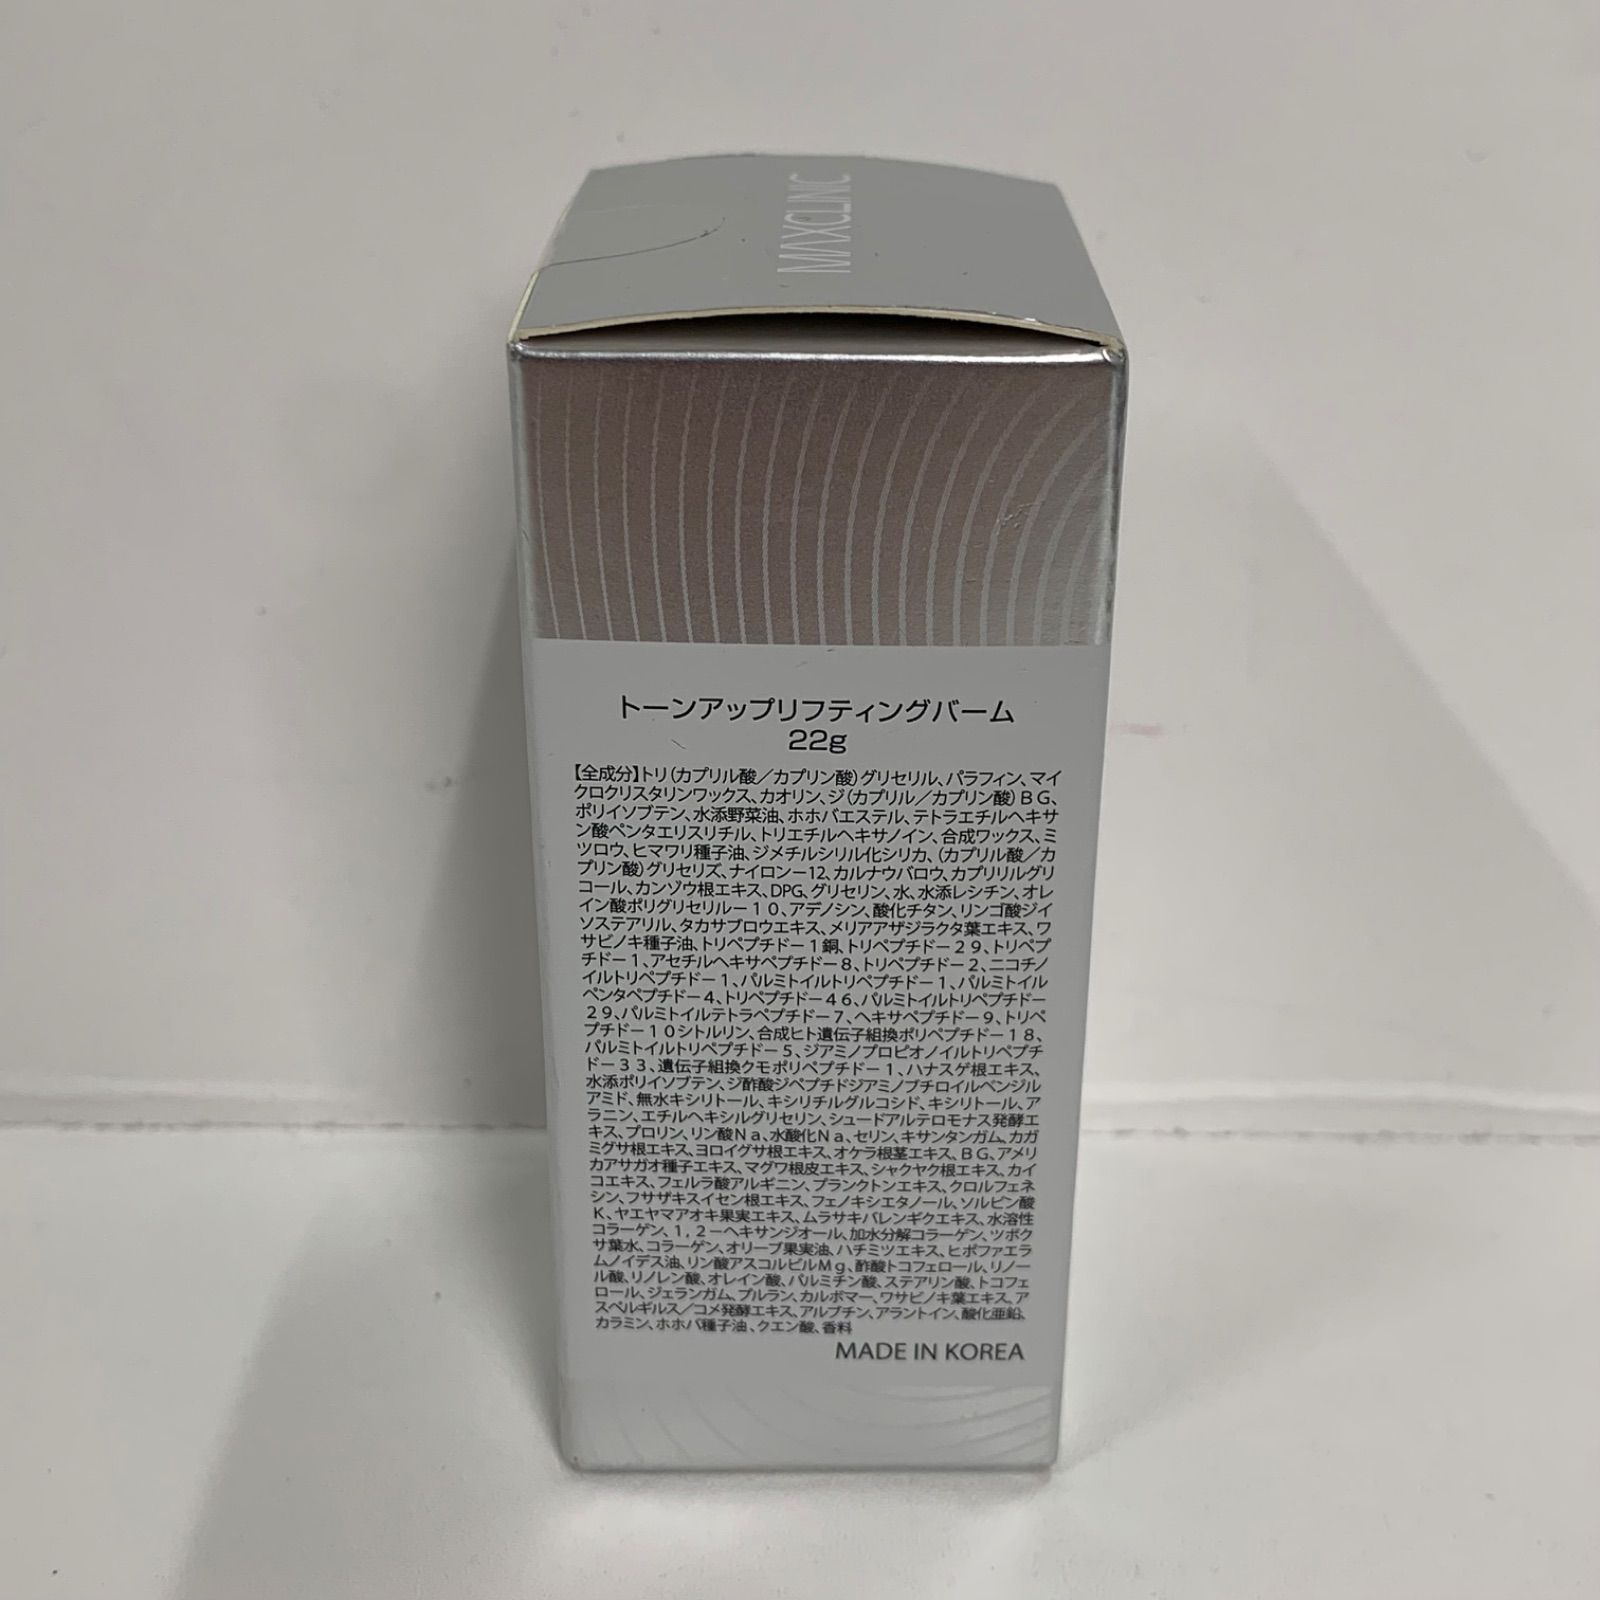 MAXCLINIC
トーンアップリフティングバーム
22g
【全成分】トリ(カプリル酸/カプリン酸)グリセリル、パラフィン、マイ
クロクリスタリンワックス、カオリン、ジ(カプリル/カプリン酸)BG、
ポリイソブテン、水添野菜油、ホホバエステル、テトラエチルヘキサ
ン酸ペンタエリスリチル、トリエチルヘキサノイン、合成ワックス、ミ
ツロウ、ヒマワリ種子油、ジメチルシリル化シリカ、(カプリル酸/カ
プリン酸)グリセリズ、ナイロンー12、カルナウバロウ、カプリリルグリ
コール、カンゾウ根エキス、DPG、グリセリン、水、水添レシチン、オレ
イン酸ポリグリセリルー10、アデノシン、酸化チタン、リンゴ酸ジイ
ソステアリル、タカサブロウエキス、メリアアザジラクタ葉エキス、ワ
サビノキ種子油、トリペプチドー1銅、トリペプチドー29、トリペプ
チドー1、アセチルヘキサペプチドー8、トリペプチドー2、ニコチノ
イルトリペプチドー1、パルミトイルトリペプチドー1、パルミトイル
ペンタペプチドー4、トリペプチドー46、パルミトイルトリペプチドー
29、パルミトイルテトラペプチドー7、ヘキサペプチドー9、トリペ
プチドー10シトルリン、合成ヒト遺伝子組換ポリペプチドー18、
パルミトイルトリペプチドー5、ジアミノプロピオノイルトリペプチ
ドー33、遺伝子組換クモポリペプチドー1、ハナスゲ根エキス、
水添ポリイソブテン、ジ酢酸ジペプチドジアミノブチロイルベンジル
アミド、無水キシリトール、キシリチルグルコシド、キシリトール、ア
ラニン、エチルヘキシルグリセリン、シュードアルテロモナス発酵エ
キス、プロリン、リン酸Na、水酸化Na、セリン、キサンタンガム、カガ
ミグサ根エキス、ヨロイグサ根エキス、オケラ根茎エキス、BG、アメリ
カアサガオ種子エキス、マグワ根皮エキス、シャクヤク根エキス、カイ
コエキス、フェルラ酸アルギニン、プランクトンエキス、クロルフェネ
シン、フサザキスイセン根エキス、フェノキシエタノール、ソルビン酸
K、ヤエヤマアオキ果実エキス、ムラサキバレンギクエキス、水溶性
コラーゲン、1,2ーヘキサンジオール、加水分解コラーゲン、ツボク
サ葉水、コラーゲン、オリーブ果実油、ハチミツエキス、ヒポファエラ
ムノイデス油、リン酸アスコルビルMg、酢酸トコフェロール、リノー
ル酸、リノレン酸、オレイン酸、パルミチン酸、ステアリン酸、トコフェ
ロール、ジェランガム、プルラン、カルボマー、ワサビノキ葉エキス、ア
スペルギルス/コメ発酵エキス、アルブチン、アラントイン、酸化亜鉛、
カラミン、ホホバ種子油、クエン酸、香料
MADE IN KOREA